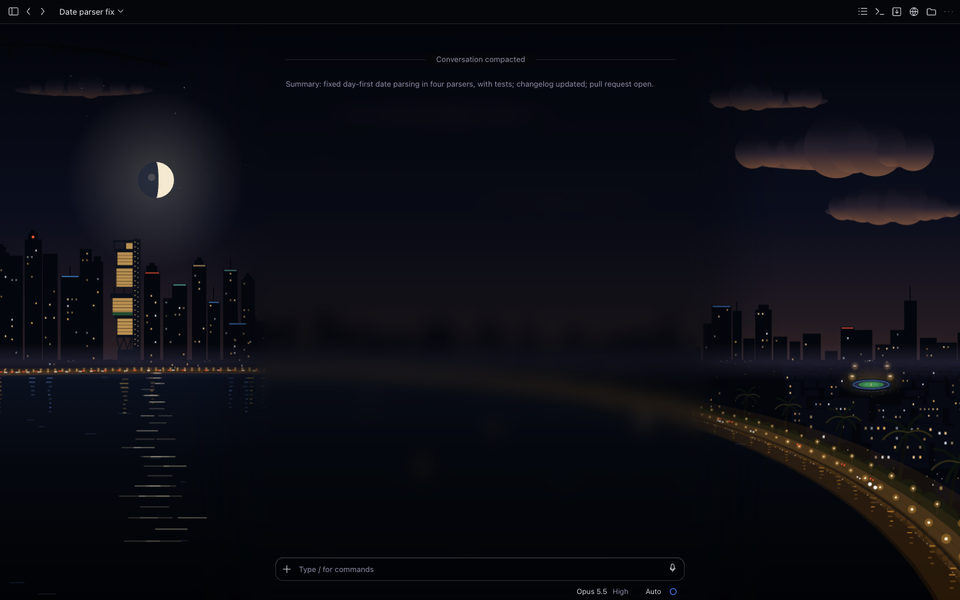 Date parser fix
Conversation compacted
Summary: fixed day-first date parsing in four parsers, with tests; changelog updated; pull request open.
Type / for commands
Opus 5.5 High Auto